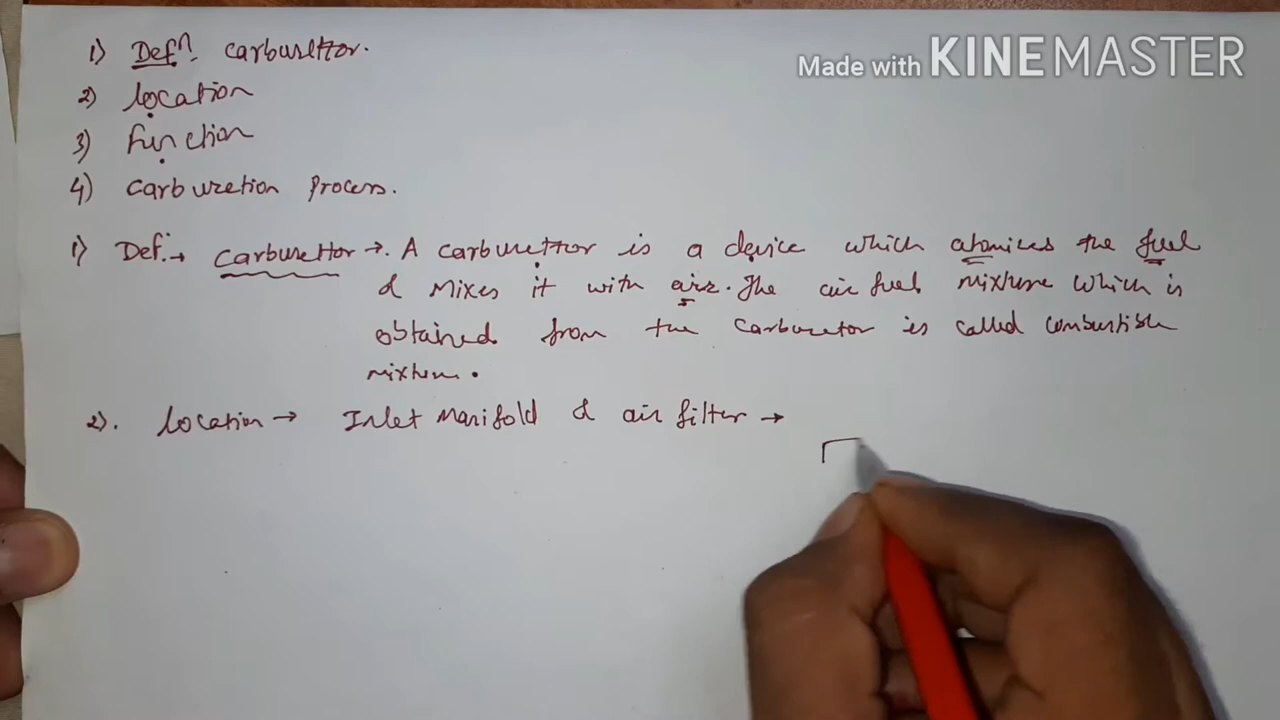 1) Defn. carburettor.
Made with KINEMASTER
2) location
3) function
4) carburetion process.
1) Def:→ carburettor →. A carburettor is a device which atomizes the fuel
& mixes it with air. The air fuel mixture which is
obtained from the carburetor is called combustible
mixture.
2). location → Inlet Manifold & air filter →